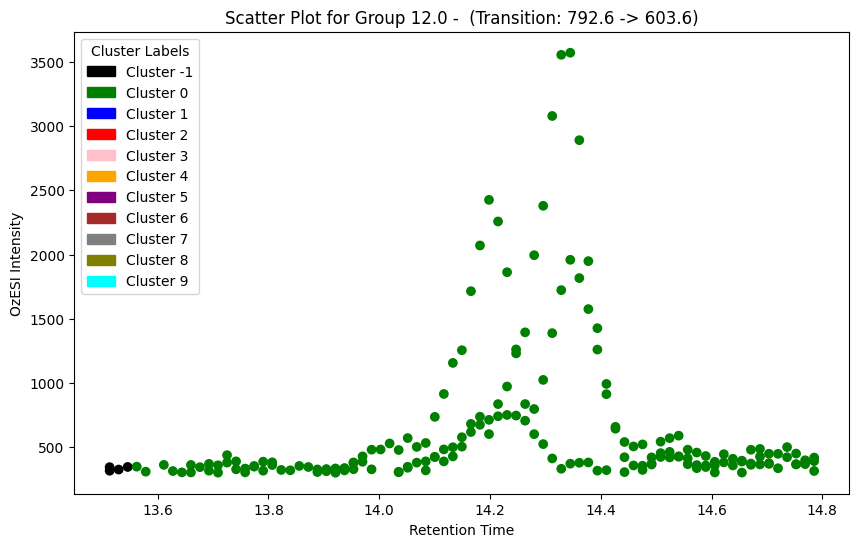 Scatter Plot for Group 12.0 -  (Transition: 792.6 -> 603.6)
Cluster Labels
Cluster -1
Cluster 0
Cluster 1
Cluster 2
Cluster 3
Cluster 4
Cluster 5
Cluster 6
Cluster 7
Cluster 8
Cluster 9
OzESI Intensity
3500
3000
2500
2000
1500
1000
500
13.6 13.8 14.0 14.2 14.4 14.6 14.8
Retention Time